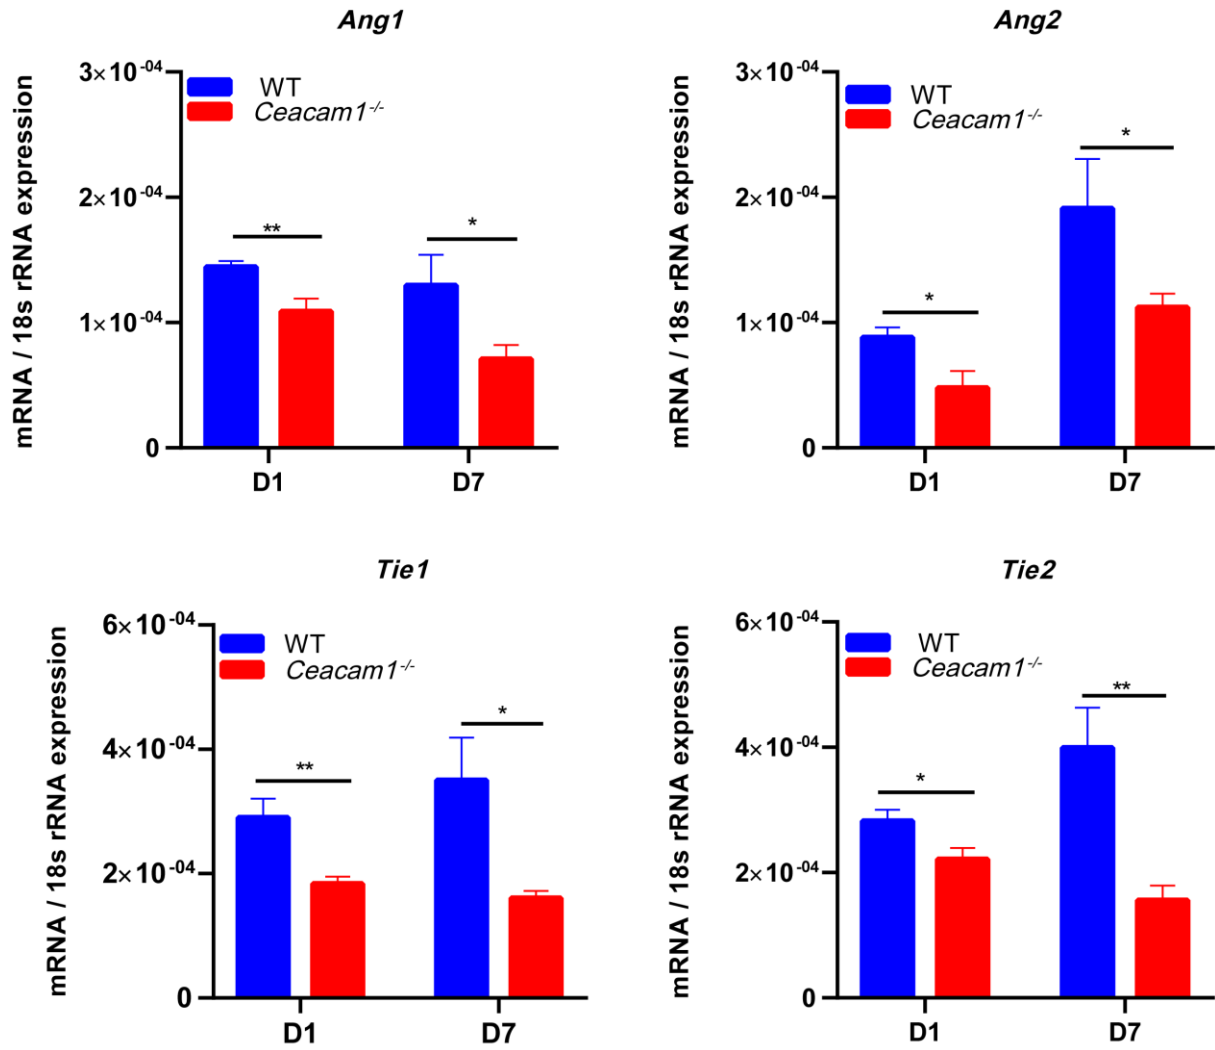 Ang1
mRNA / 18s rRNA expression
3×10⁻⁰⁴
2×10⁻⁰⁴
1×10⁻⁰⁴
0
WT
Ceacam1⁻/⁻
**
*
D1
D7
Ang2
mRNA / 18s rRNA expression
3×10⁻⁰⁴
2×10⁻⁰⁴
1×10⁻⁰⁴
0
WT
Ceacam1⁻/⁻
*
*
D1
D7
Tie1
mRNA / 18s rRNA expression
6×10⁻⁰⁴
4×10⁻⁰⁴
2×10⁻⁰⁴
0
WT
Ceacam1⁻/⁻
**
*
D1
D7
Tie2
mRNA / 18s rRNA expression
6×10⁻⁰⁴
4×10⁻⁰⁴
2×10⁻⁰⁴
0
WT
Ceacam1⁻/⁻
*
**
D1
D7